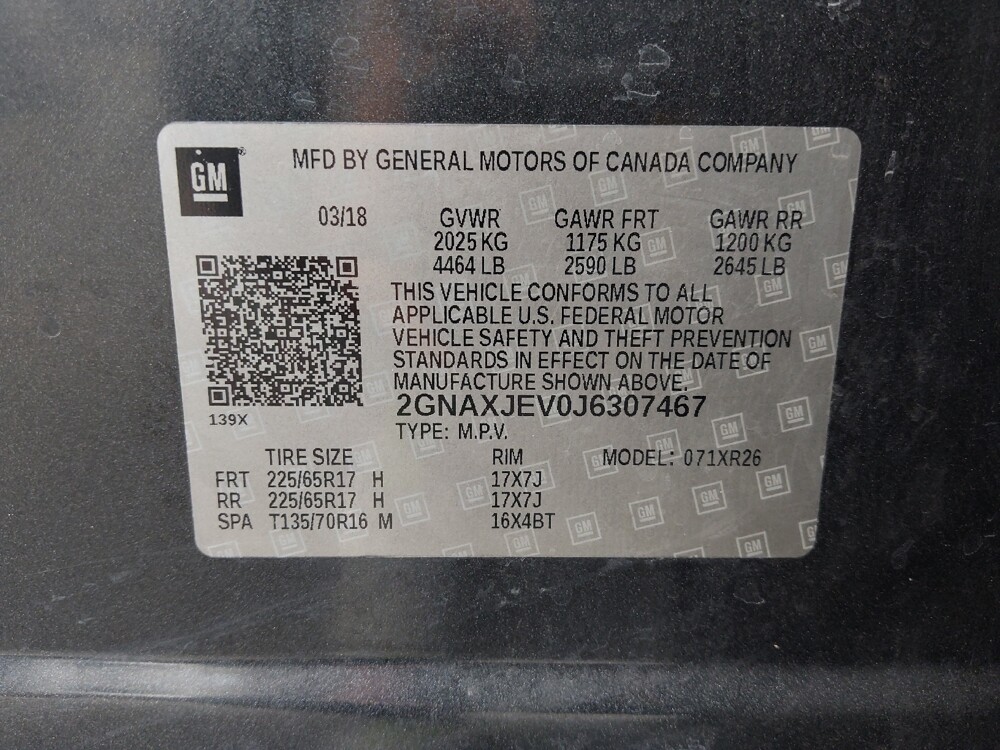 GM
MFD BY GENERAL MOTORS OF CANADA COMPANY
03/18 GVWR GAWR FRT GAWR RR
2025 KG 1175 KG 1200 KG
4464 LB 2590 LB 2645 LB
THIS VEHICLE CONFORMS TO ALL
APPLICABLE U.S. FEDERAL MOTOR
VEHICLE SAFETY AND THEFT PREVENTION
STANDARDS IN EFFECT ON THE DATE OF
MANUFACTURE SHOWN ABOVE.
139X
2GNAXJEV0J6307467
TYPE: M.P.V.
TIRE SIZE RIM MODEL: 071XR26
FRT 225/65R17 H 17X7J
RR 225/65R17 H 17X7J
SPA T135/70R16 M 16X4BT